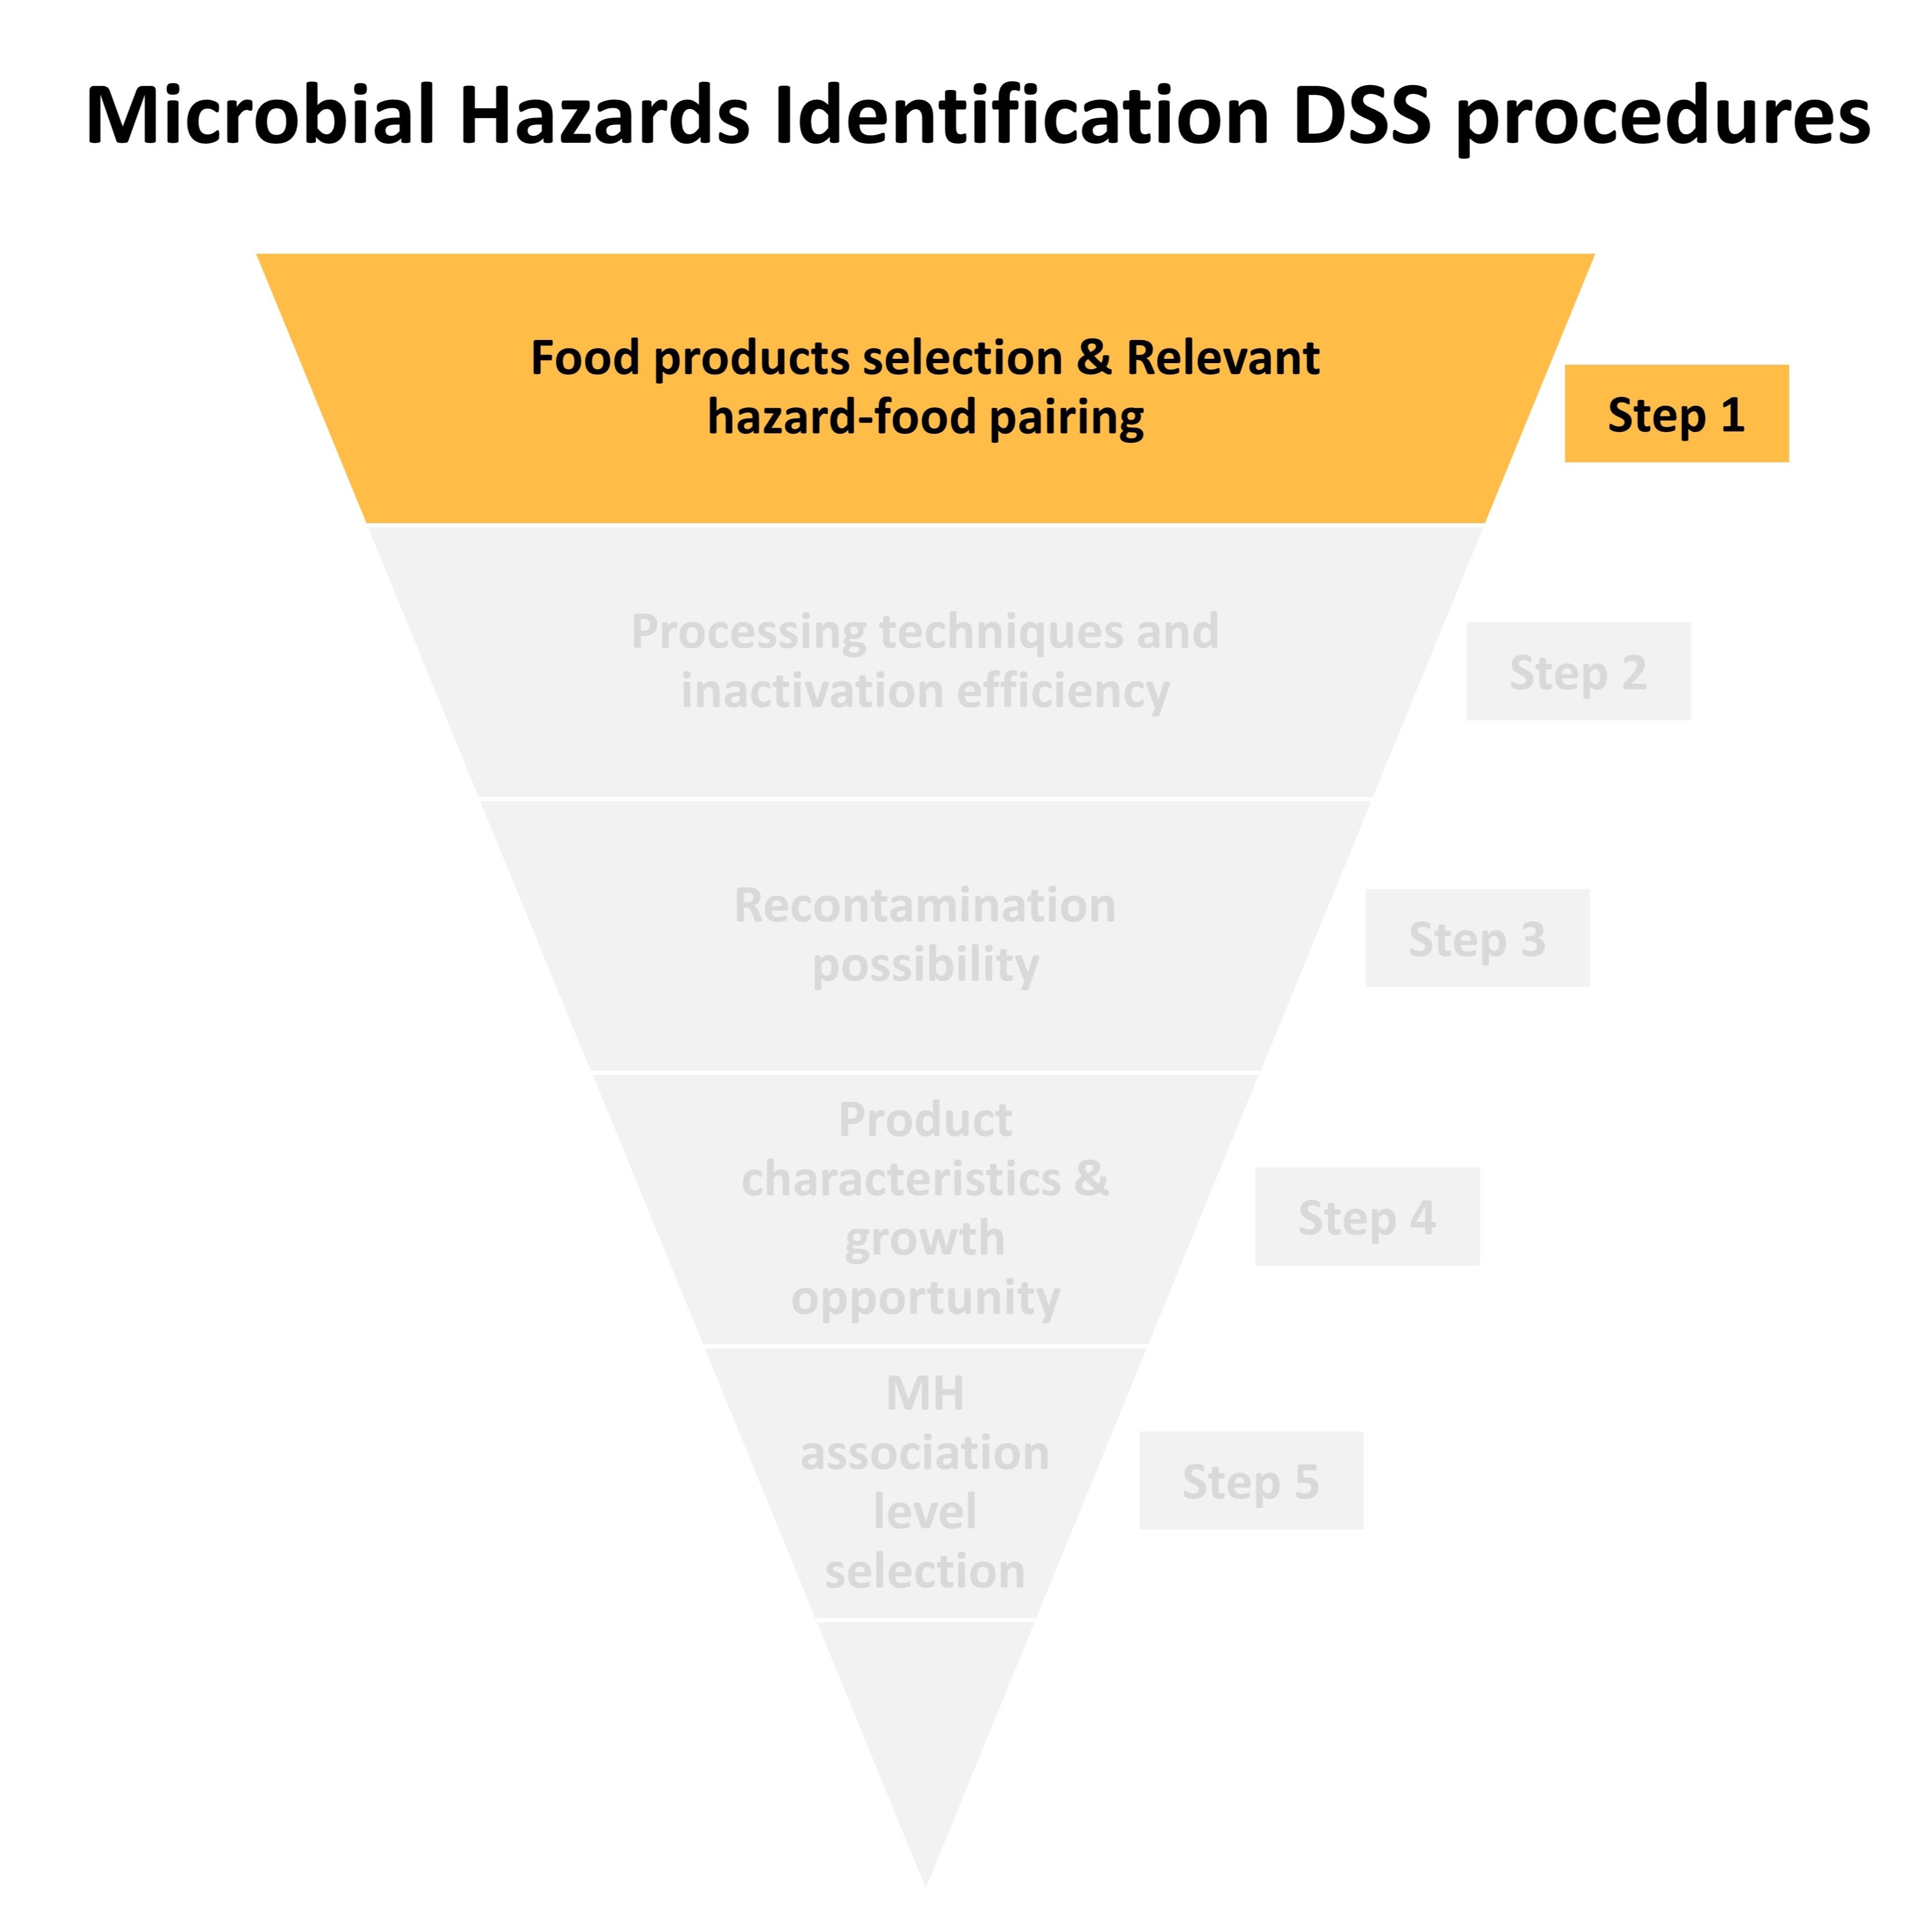 Microbial Hazards Identification DSS procedures
Food products selection & Relevant
hazard-food pairing
Step 1
Processing techniques and
inactivation efficiency
Step 2
Recontamination
possibility
Step 3
Product
characteristics &
growth
opportunity
Step 4
MH
association
level
selection
Step 5